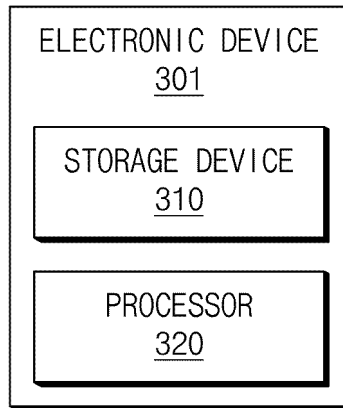 ELECTRONIC DEVICE
301
STORAGE DEVICE
310
PROCESSOR
320